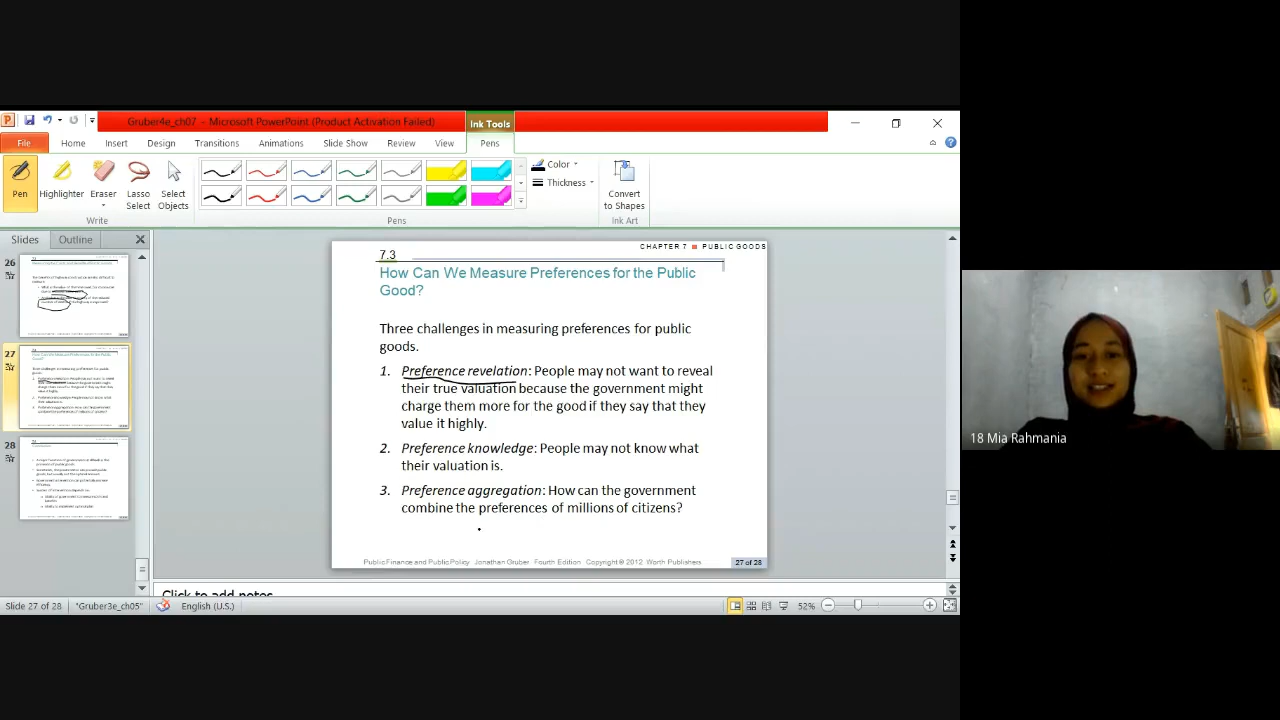 Gruber4e_ch07 - Microsoft PowerPoint (Product Activation Failed)
Ink Tools
File
Home
Insert
Design
Transitions
Animations
Slide Show
Review
View
Pens
Pen
Highlighter
Eraser
Lasso
Select
Select
Objects
Color
Thickness
Convert
to Shapes
Write
Pens
Ink Art
Slides
Outline
26
27
28
CHAPTER 7 ■ PUBLIC GOODS
7.3
How Can We Measure Preferences for the Public
Good?
Three challenges in measuring preferences for public
goods.
1. Preference revelation: People may not want to reveal
their true valuation because the government might
charge them more for the good if they say that they
value it highly.
2. Preference knowledge: People may not know what
their valuation is.
3. Preference aggregation: How can the government
combine the preferences of millions of citizens?
Public Finance and Public Policy Jonathan Gruber Fourth Edition Copyright © 2012 Worth Publishers
27 of 28
Click to add notes
Slide 27 of 28
"Gruber3e_ch05"
English (U.S.)
52%
18 Mia Rahmania